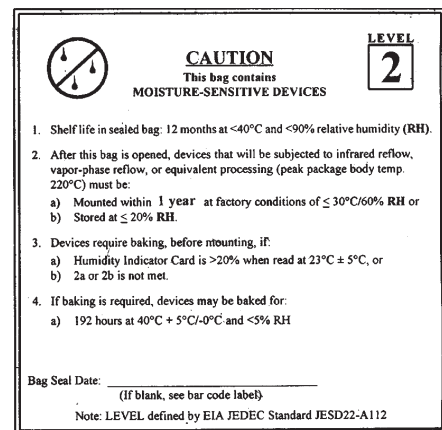 LEVEL
2
CAUTION
This bag contains
MOISTURE-SENSITIVE DEVICES
1. Shelf life in sealed bag: 12 months at <40°C and <90% relative humidity (RH).
2. After this bag is opened, devices that will be subjected to infrared reflow,
vapor-phase reflow, or equivalent processing (peak package body temp.
220°C) must be:
a) Mounted within 1 year at factory conditions of ≤ 30°C/60% RH or
b) Stored at ≤ 20% RH.
3. Devices require baking, before mounting, if:
a) Humidity Indicator Card is >20% when read at 23°C ± 5°C, or
b) 2a or 2b is not met.
4. If baking is required, devices may be baked for:
a) 192 hours at 40°C + 5°C/-0°C and <5% RH
Bag Seal Date: ____________________
(If blank, see bar code label)
Note: LEVEL defined by EIA JEDEC Standard JESD22-A112